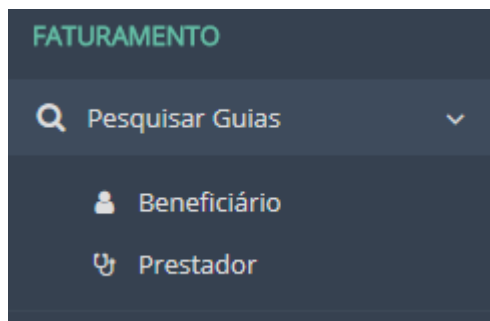 FATURAMENTO
Pesquisar Guias
Beneficiário
Prestador